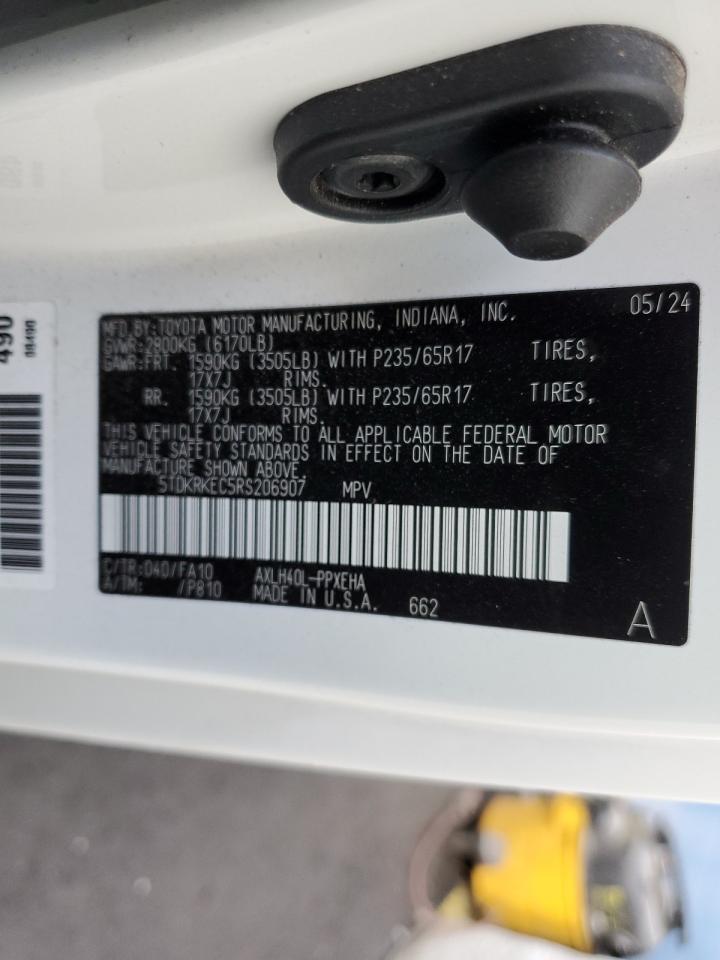 490
08490
MFD.BY:TOYOTA MOTOR MANUFACTURING, INDIANA, INC. 05/24
GVWR:2800KG (6170LB)
GAWR:FRT. 1590KG (3505LB) WITH P235/65R17 TIRES,
17X7J RIMS.
RR. 1590KG (3505LB) WITH P235/65R17 TIRES,
17X7J RIMS.
THIS VEHICLE CONFORMS TO ALL APPLICABLE FEDERAL MOTOR
VEHICLE SAFETY STANDARDS IN EFFECT ON THE DATE OF
MANUFACTURE SHOWN ABOVE.
5TDKRKEC5RS206907 MPV
C/TR:040/FA10 AXLH40L-PPXEHA
A/TM: /P810 MADE IN U.S.A. 662 A